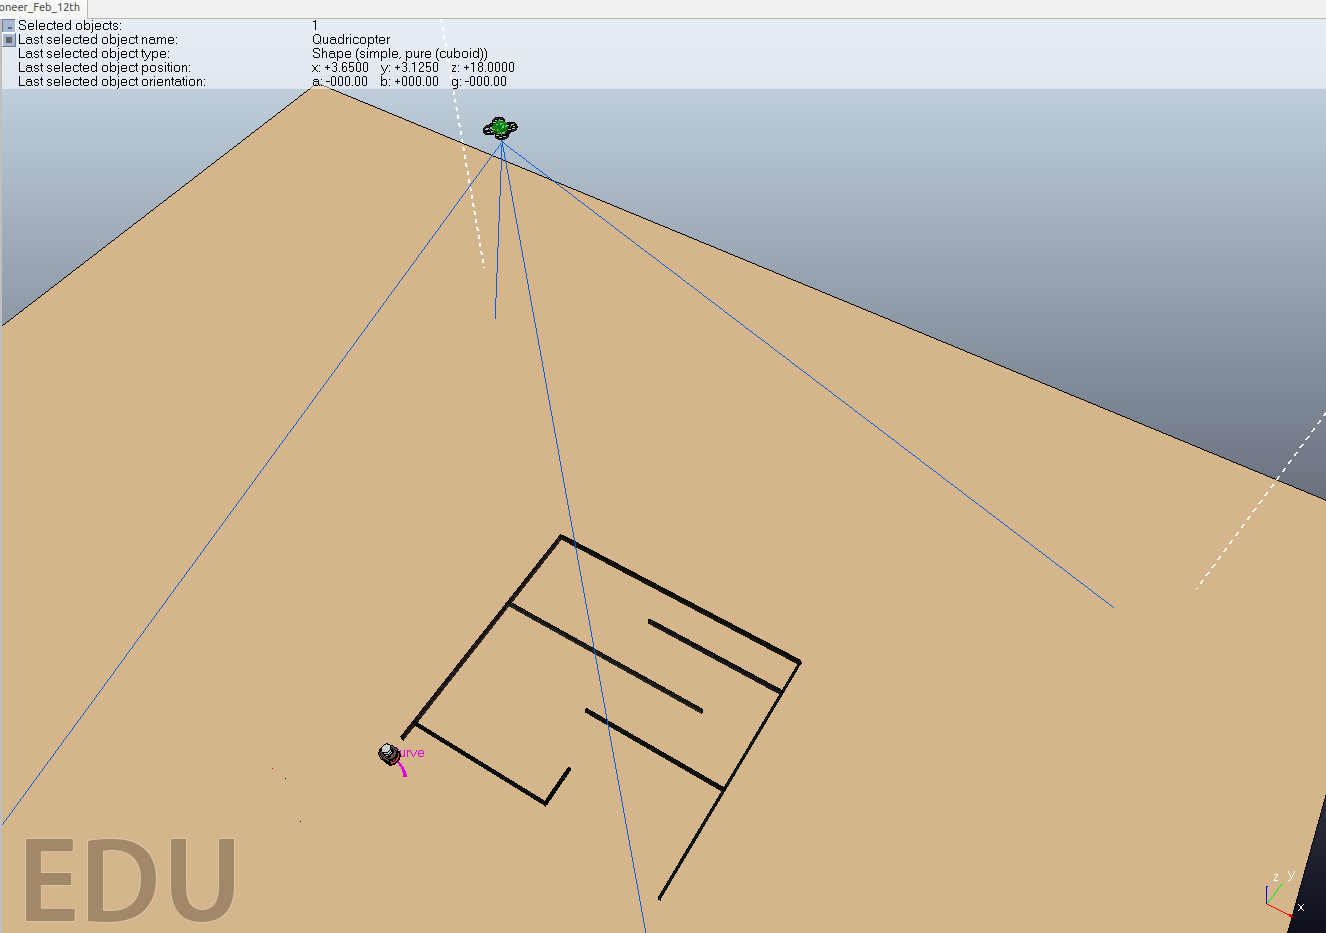 oneer_Feb_12th
Selected objects: 1
Last selected object name: Quadricopter
Last selected object type: Shape (simple, pure (cuboid))
Last selected object position: x: +3.6500 y: +3.1250 z: +18.0000
Last selected object orientation: a: -000.00 b: +000.00 g: -000.00
urve
EDU
z y
x